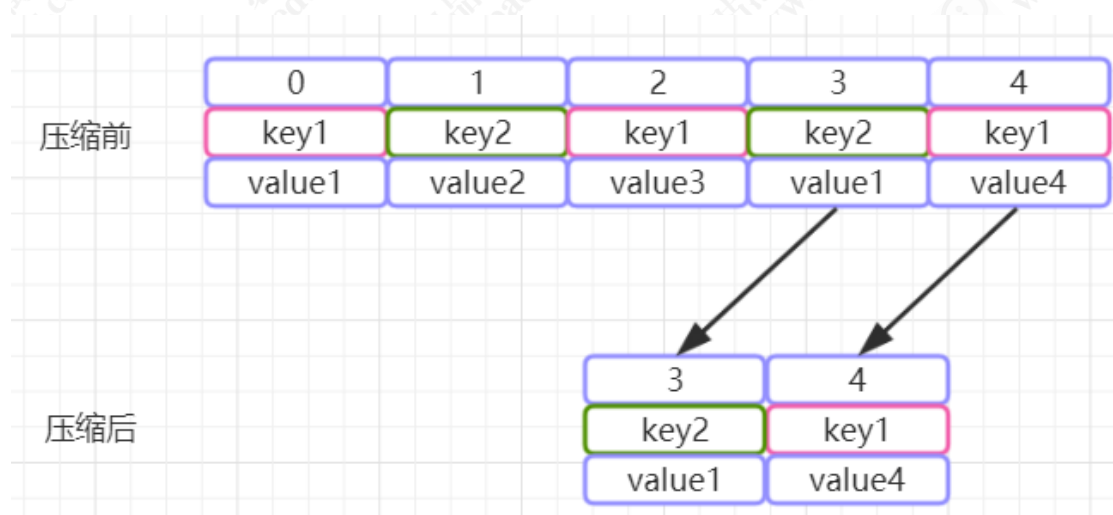 0 1 2 3 4
压缩前 key1 key2 key1 key2 key1
value1 value2 value3 value1 value4
3 4
压缩后 key2 key1
value1 value4